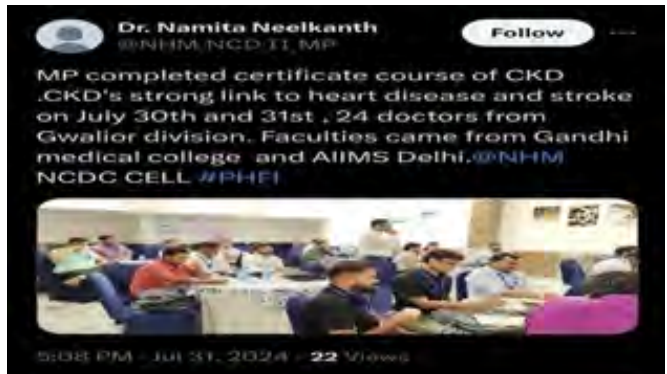 Dr. Namita Neelkanth
@NHM_NCD_II_MP
Follow
MP completed certificate course of CKD
.CKD's strong link to heart disease and stroke
on July 30th and 31st , 24 doctors from
Gwalior division. Faculties came from Gandhi
medical college and AIIMS Delhi.@NHM
NCDC CELL #PHFI
5:08 PM · Jul 31, 2024 · 22 Views